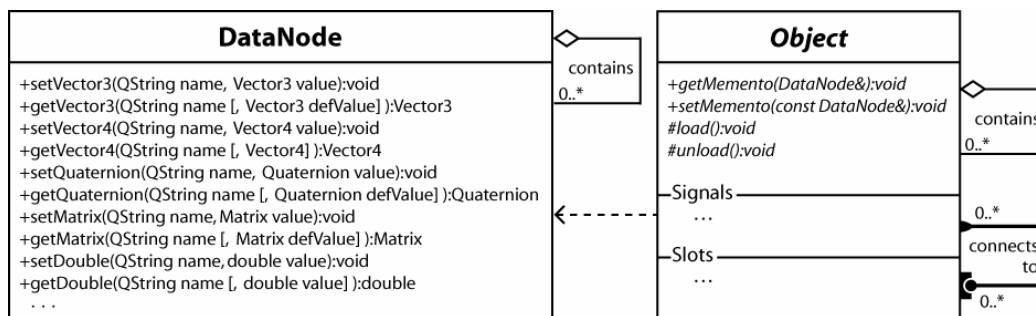 DataNode
+setVector3(QString name, Vector3 value):void
+getVector3(QString name [, Vector3 defValue] ):Vector3
+setVector4(QString name, Vector4 value):void
+getVector4(QString name [, Vector4] ):Vector4
+setQuaternion(QString name, Quaternion value):void
+getQuaternion(QString name [, Quaternion defValue] ):Quaternion
+setMatrix(QString name, Matrix value):void
+getMatrix(QString name [, Matrix defValue] ):Matrix
+setDouble(QString name, double value):void
+getDouble(QString name [, double value] ):double
. . .
contains
0..*
Object
+getMemento(DataNode&):void
+setMemento(const DataNode&):void
#load():void
#unload():void
Signals
...
Slots
...
contains
0..*
0..*
connects
to
0..*